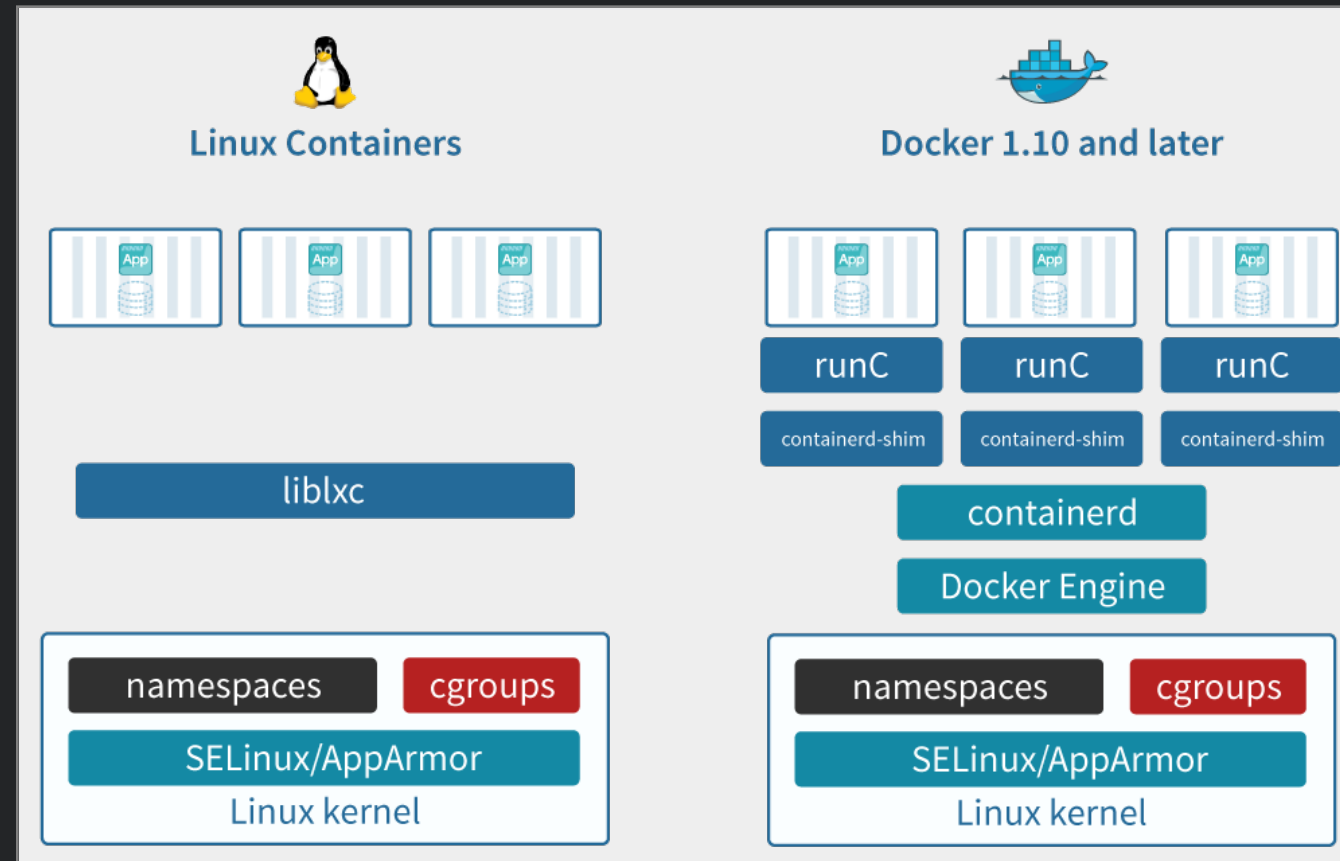 Linux Containers
Docker 1.10 and later
App
App
App
App
App
App
runC
runC
runC
containerd-shim
containerd-shim
containerd-shim
liblxc
containerd
Docker Engine
namespaces
cgroups
namespaces
cgroups
SELinux/AppArmor
SELinux/AppArmor
Linux kernel
Linux kernel